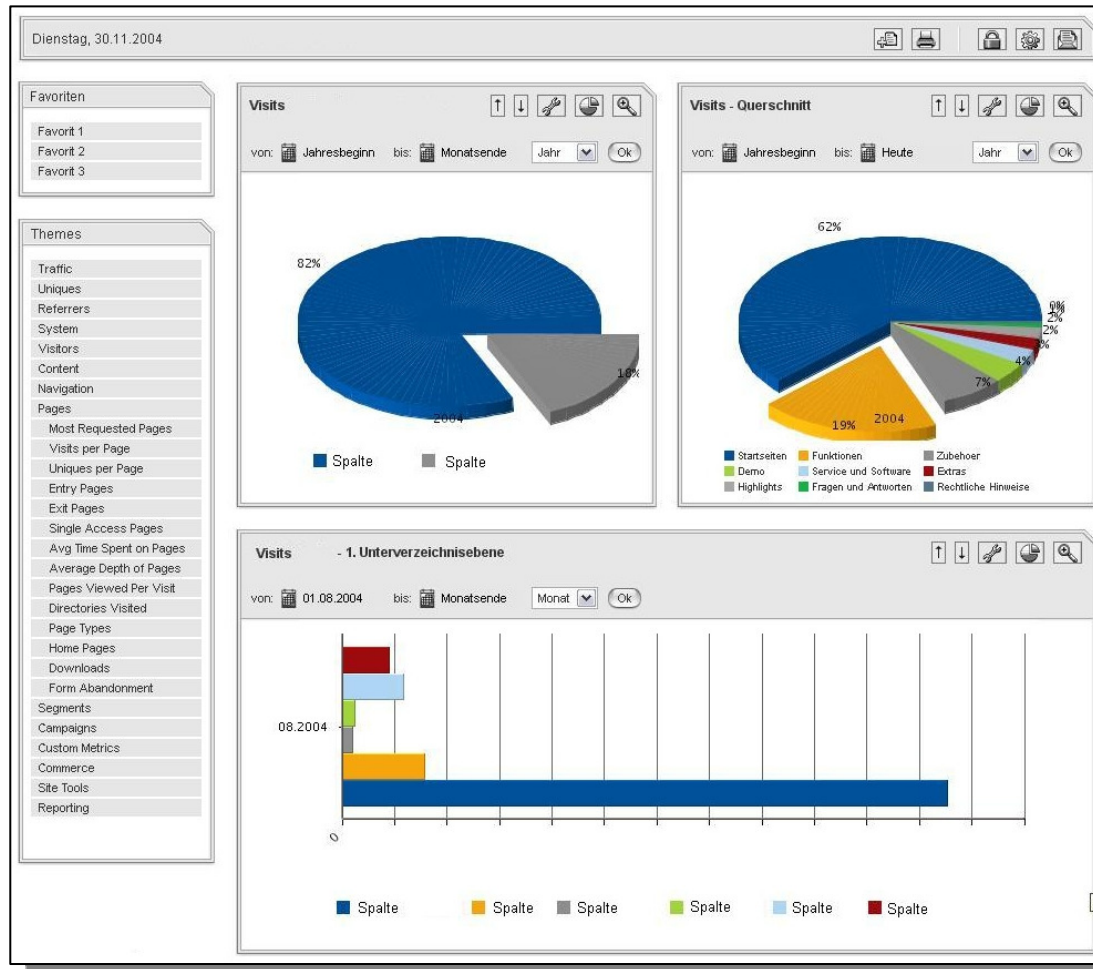 Dienstag, 30.11.2004
Favoriten
Favorit 1
Favorit 2
Favorit 3
Themes
Traffic
Uniques
Referrers
System
Visitors
Content
Navigation
Pages
Most Requested Pages
Visits per Page
Uniques per Page
Entry Pages
Exit Pages
Single Access Pages
Avg Time Spent on Pages
Average Depth of Pages
Pages Viewed Per Visit
Directories Visited
Page Types
Home Pages
Downloads
Form Abandonment
Segments
Campaigns
Custom Metrics
Commerce
Site Tools
Reporting
Visits
von: Jahresbeginn bis: Monatsende Jahr Ok
82%
18%
2004
Spalte Spalte
Visits - Querschnitt
von: Jahresbeginn bis: Heute Jahr Ok
62%
2%
2%
4%
7%
19% 2004
Startseiten Funktionen Zubehoer
Demo Service und Software Extras
Highlights Fragen und Antworten Rechtliche Hinweise
Visits - 1. Unterverzeichnisebene
von: 01.08.2004 bis: Monatsende Monat Ok
08.2004
0
Spalte Spalte Spalte Spalte Spalte Spalte